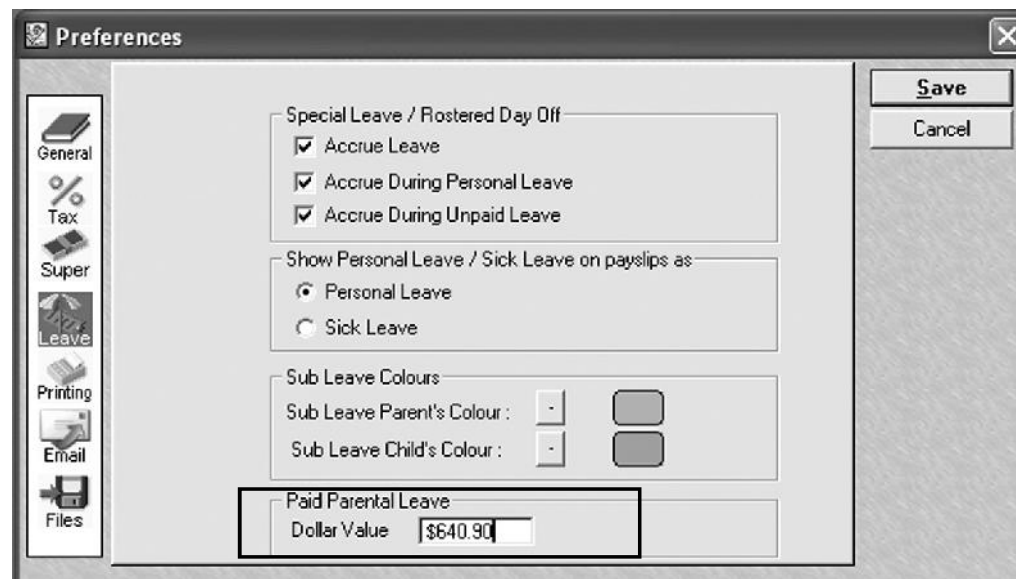 Preferences
Save
Cancel
General
Tax
Super
Leave
Printing
Email
Files
Special Leave / Rostered Day Off
Accrue Leave
Accrue During Personal Leave
Accrue During Unpaid Leave
Show Personal Leave / Sick Leave on payslips as
Personal Leave
Sick Leave
Sub Leave Colours
Sub Leave Parent's Colour :
Sub Leave Child's Colour :
Paid Parental Leave
Dollar Value $640.90